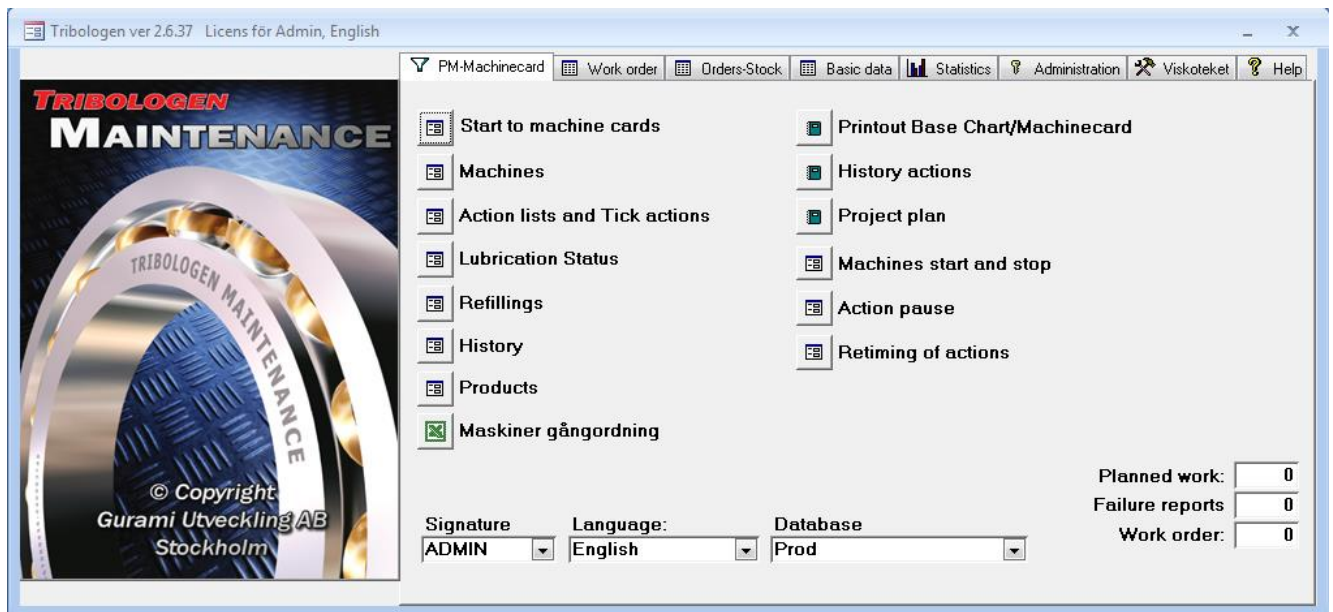 Tribologen ver 2.6.37 Licens för Admin, English
PM-Machinecard
Work order
Orders-Stock
Basic data
Statistics
Administration
Viskoteket
Help
TRIBOLOGEN
MAINTENANCE
TRIBOLOGEN MAINTENANCE
© Copyright
Gurami Utveckling AB
Stockholm
Start to machine cards
Machines
Action lists and Tick actions
Lubrication Status
Refillings
History
Products
Maskiner gångordning
Printout Base Chart/Machinecard
History actions
Project plan
Machines start and stop
Action pause
Retiming of actions
Planned work: 0
Failure reports 0
Work order: 0
Signature Language: Database
ADMIN English Prod